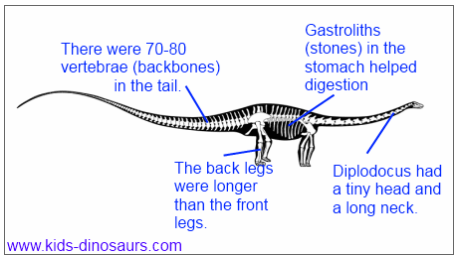 There were 70-80
vertebrae (backbones)
in the tail.
Gastroliths
(stones) in the
stomach helped
digestion
The back legs
were longer
than the front
legs.
Diplodocus had
a tiny head and
a long neck.
www.kids-dinosaurs.com